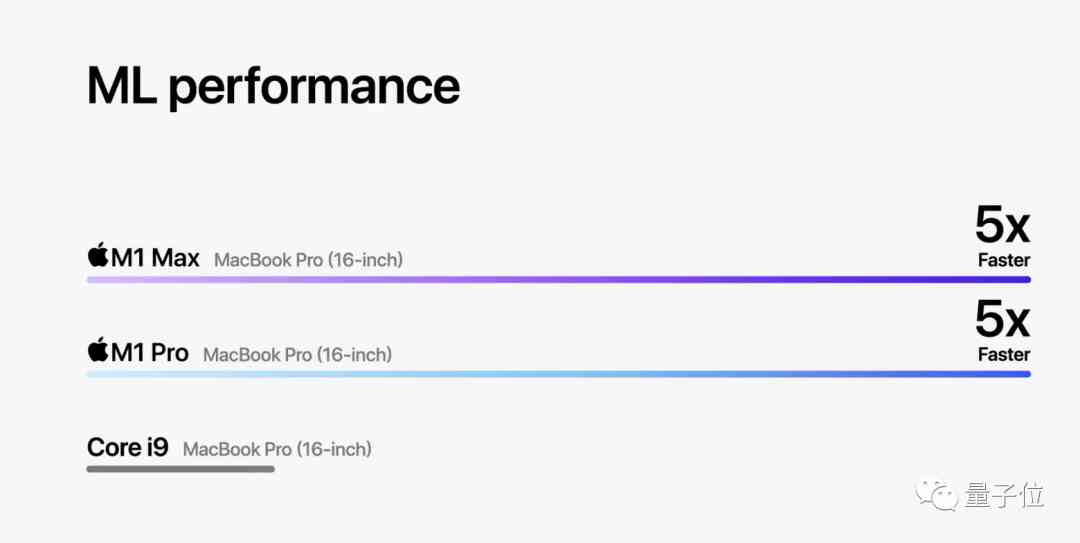 ML performance
5x
M1 Max MacBook Pro (16-inch)
Faster
5x
M1 Pro MacBook Pro (16-inch)
Faster
Core i9 MacBook Pro (16-inch)
量子位